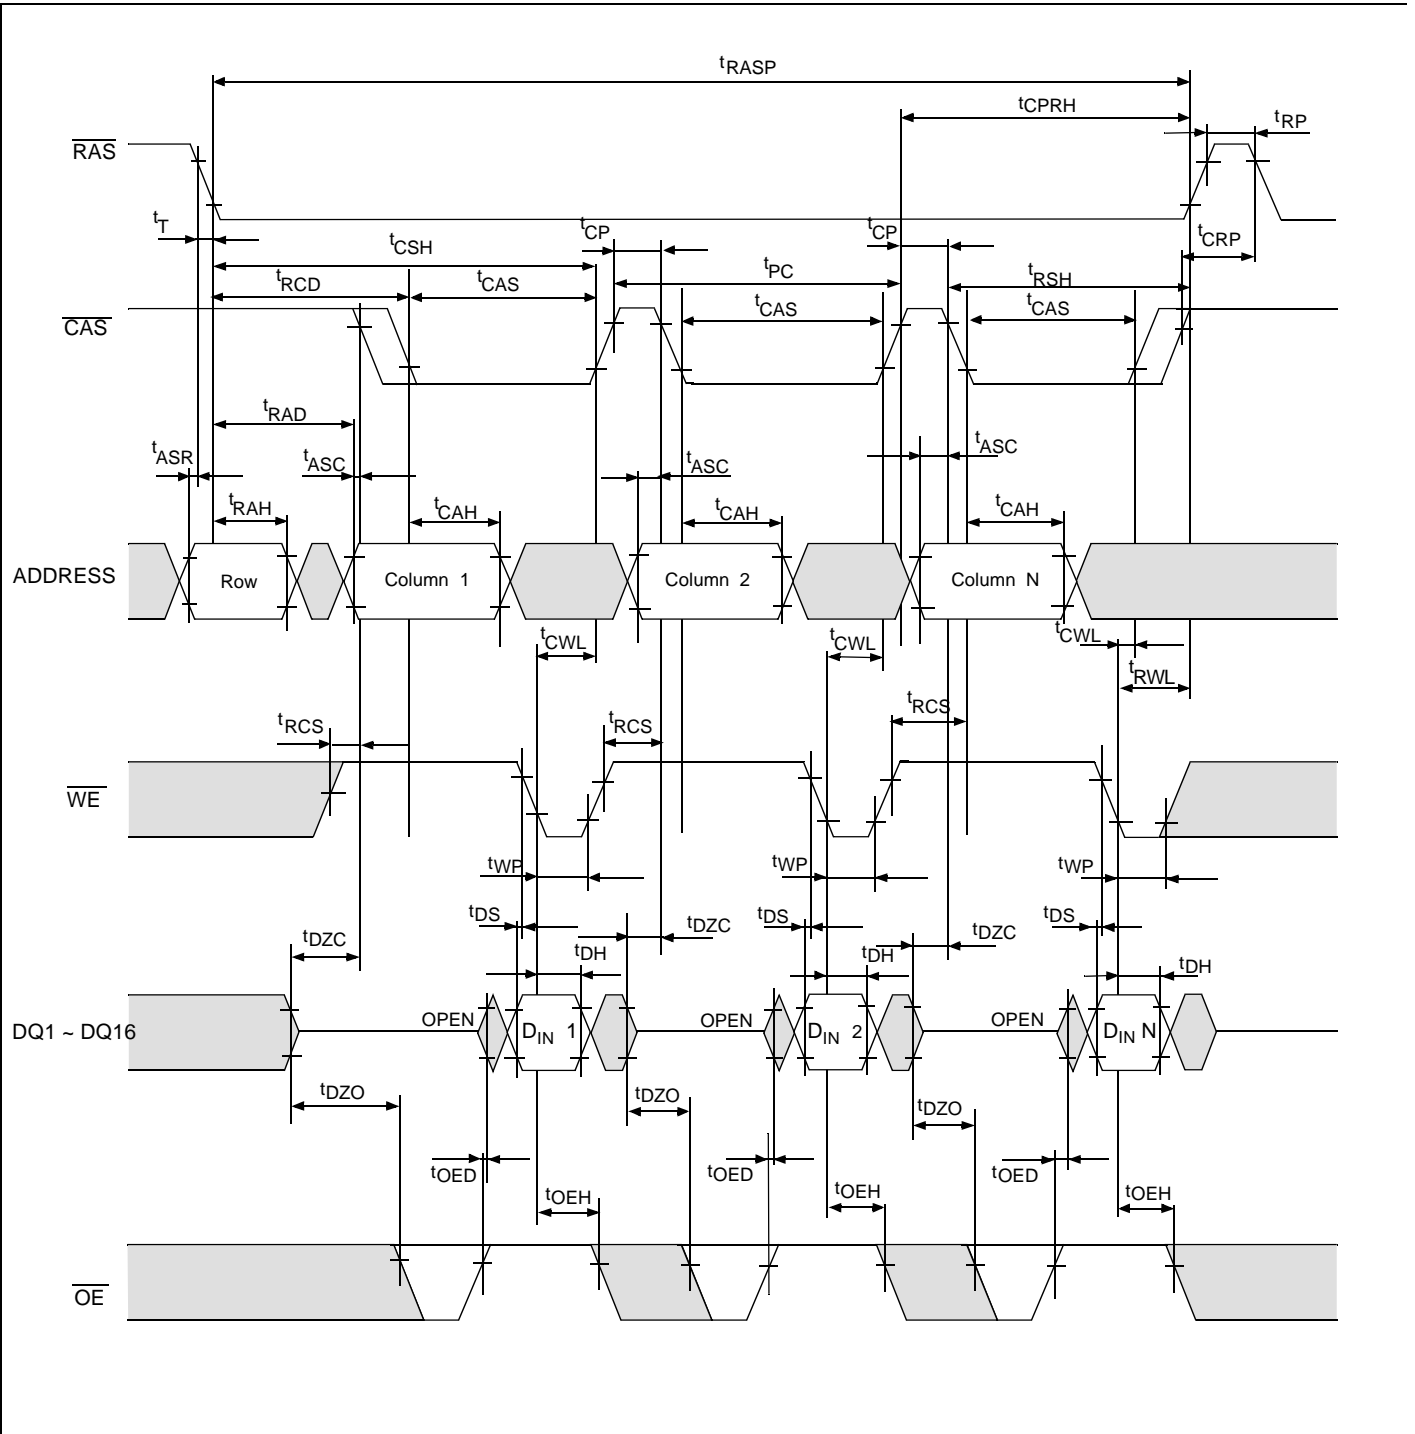 tRASP
tCPRH
tRP
RAS
tT
tCSH
tCP
tCP
tCRP
tRCD
tCAS
tPC
tRSH
CAS
tCAS
tCAS
tRAD
tASR
tASC
tASC
tASC
tRAH
tCAH
tCAH
tCAH
ADDRESS
Row
Column 1
Column 2
Column N
tCWL
tCWL
tCWL
tRWL
tRCS
tRCS
tRCS
WE
tWP
tWP
tWP
tDS
tDZC
tDS
tDZC
tDS
tDZC
tDH
tDH
tDH
DQ1 ~ DQ16
OPEN
DIN 1
OPEN
DIN 2
OPEN
DIN N
tDZO
tDZO
tDZO
tOED
tOED
tOED
tOEH
tOEH
tOEH
OE